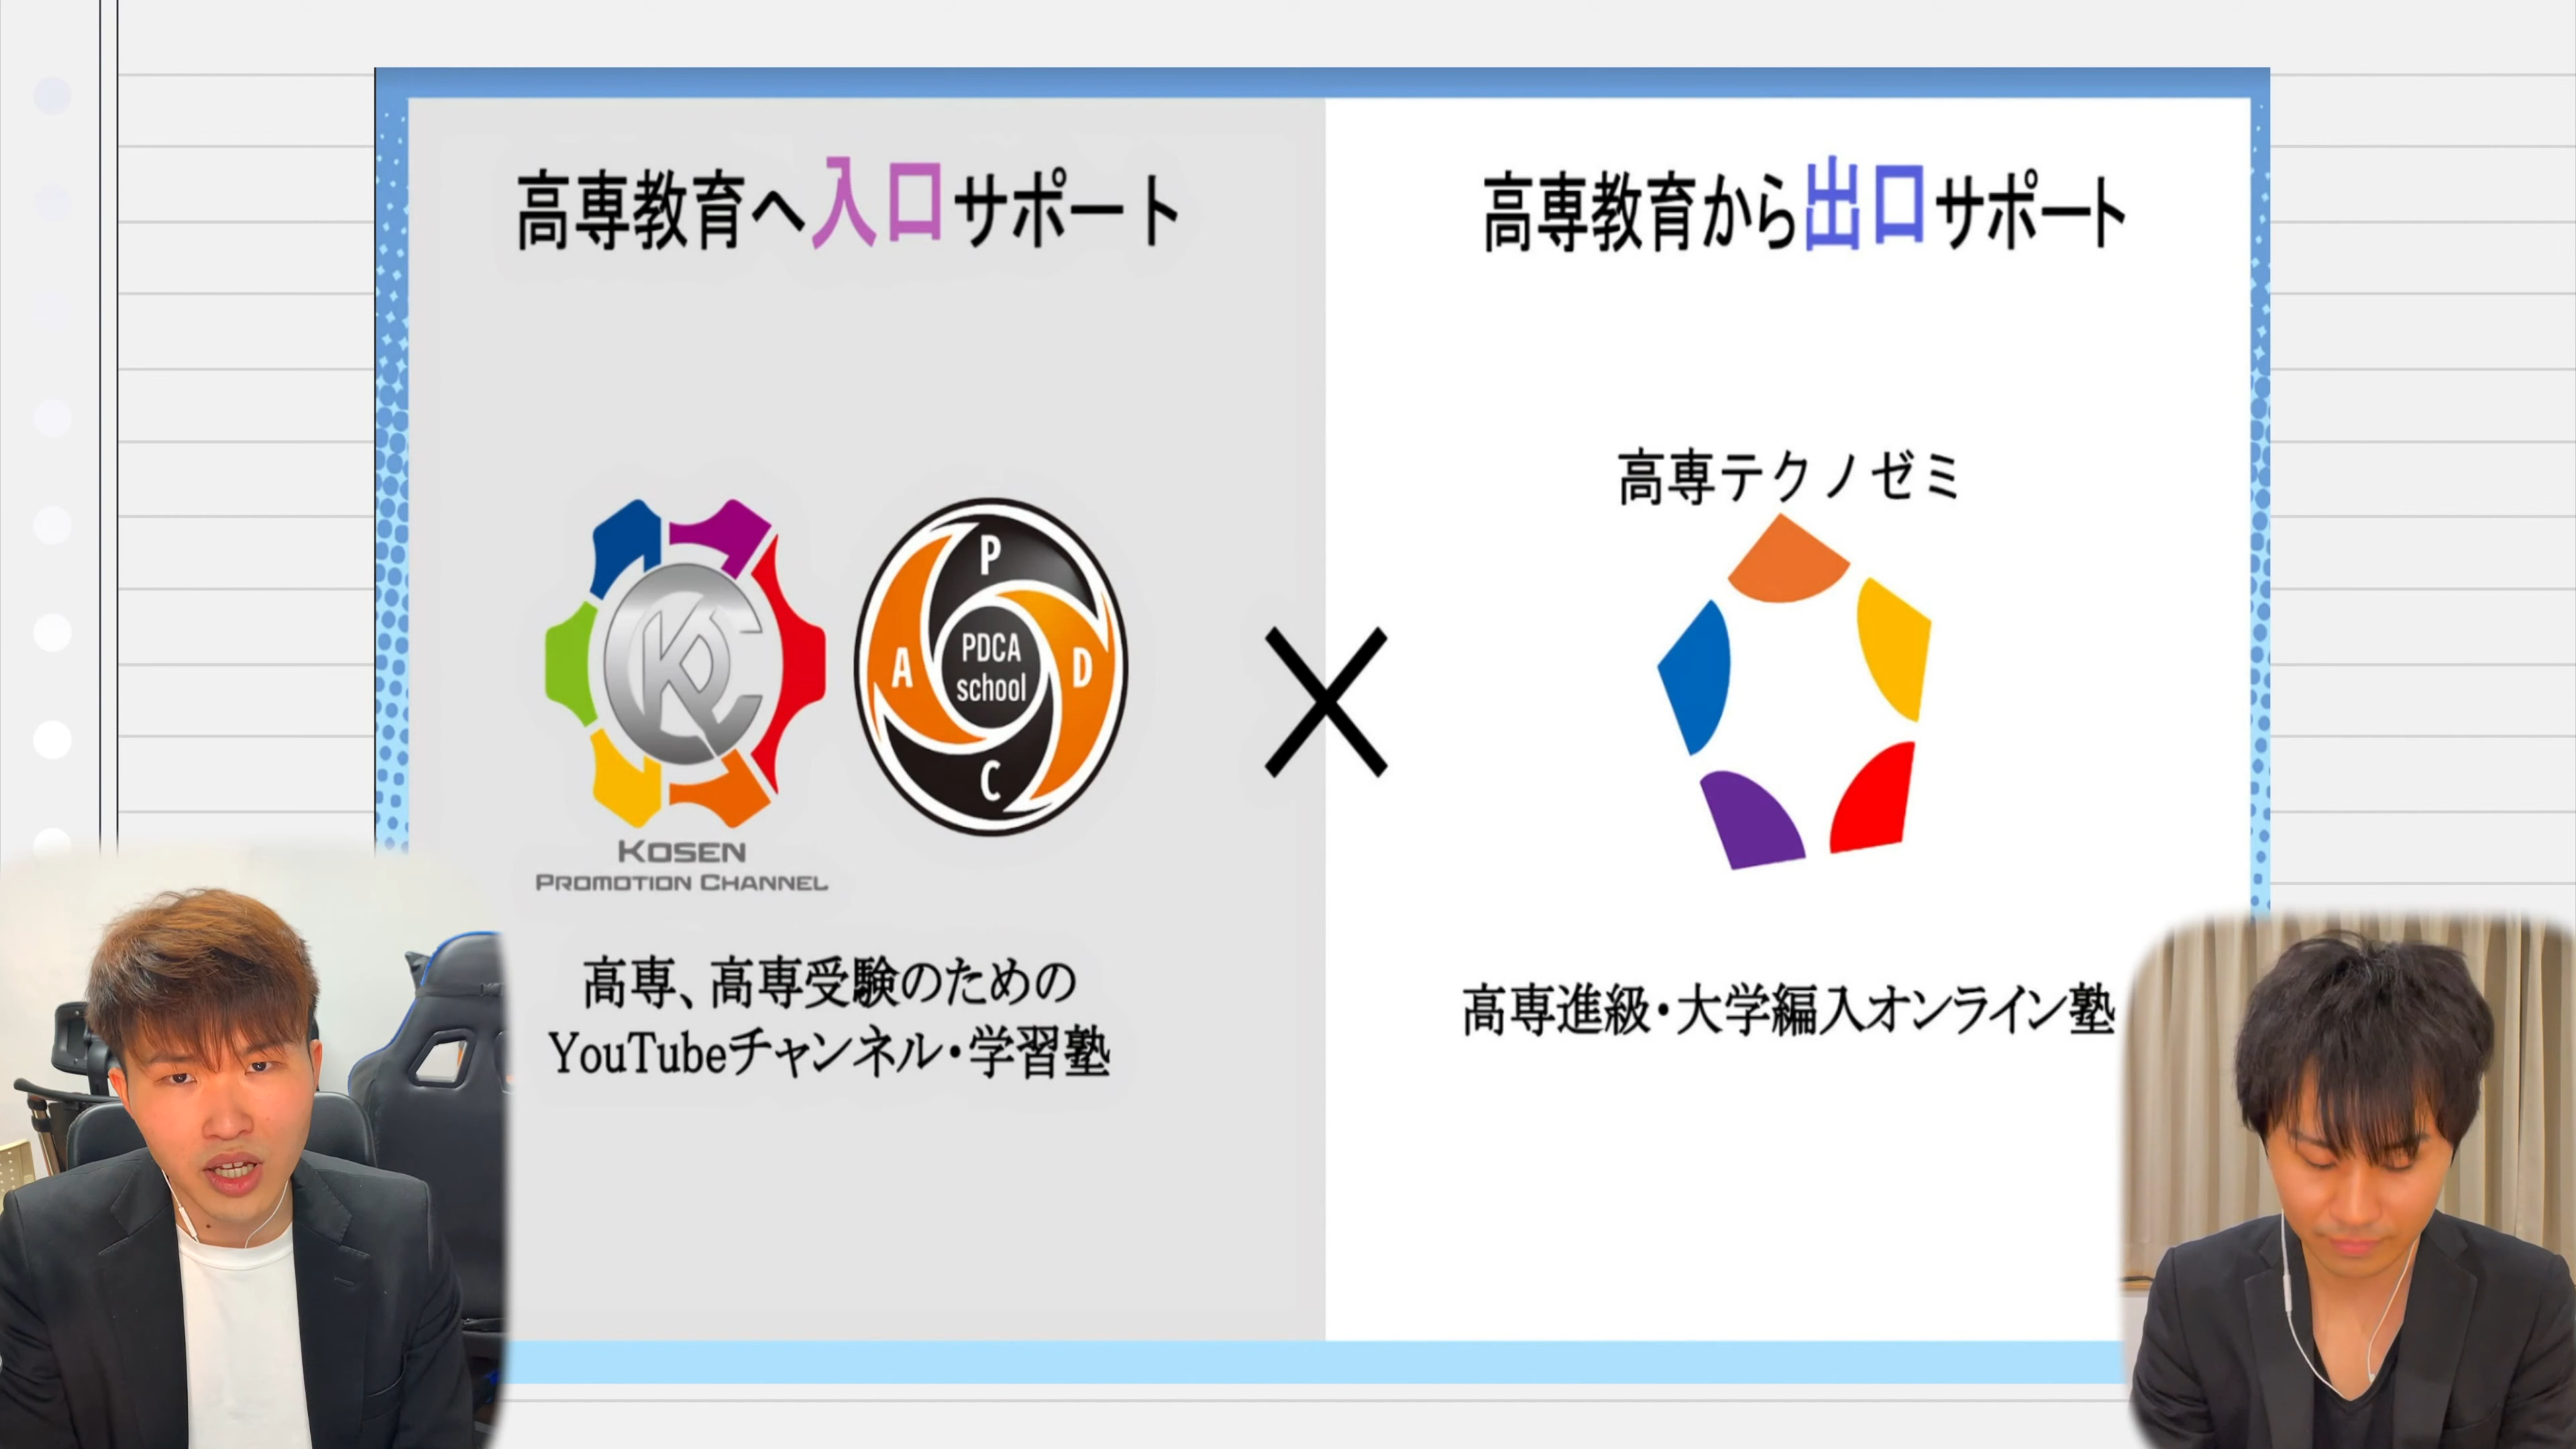 高専教育へ入口サポート
KOSEN
PROMOTION CHANNEL
P
A
PDCA
school
D
C
高専、高専受験のための
YouTubeチャンネル・学習塾
×
高専教育から出口サポート
高専テクノゼミ
高専進級・大学編入オンライン塾